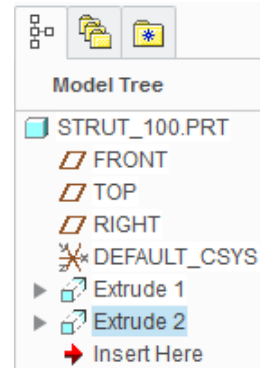 Model Tree
STRUT_100.PRT
FRONT
TOP
RIGHT
DEFAULT_CSYS
Extrude 1
Extrude 2
Insert Here